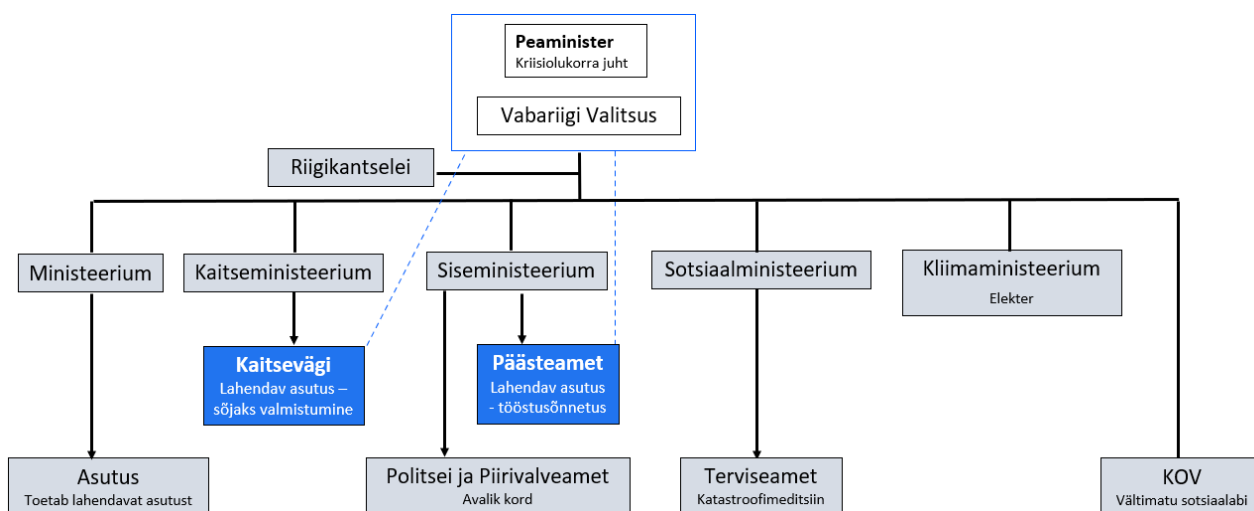 Peaminister
Kriisiolukorra juht
Vabariigi Valitsus
Riigikantselei
Ministeerium
Kaitseministeerium
Siseministeerium
Sotsiaalministeerium
Kliimaministeerium
Elekter
Kaitsevägi
Lahendav asutus –
sõjaks valmistumine
Päästeamet
Lahendav asutus
- tööstusõnnetus
Asutus
Toetab lahendavat asutust
Politsei ja Piirivalveamet
Avalik kord
Terviseamet
Katastroofimeditsiin
KOV
Vältimatu sotsiaalabi